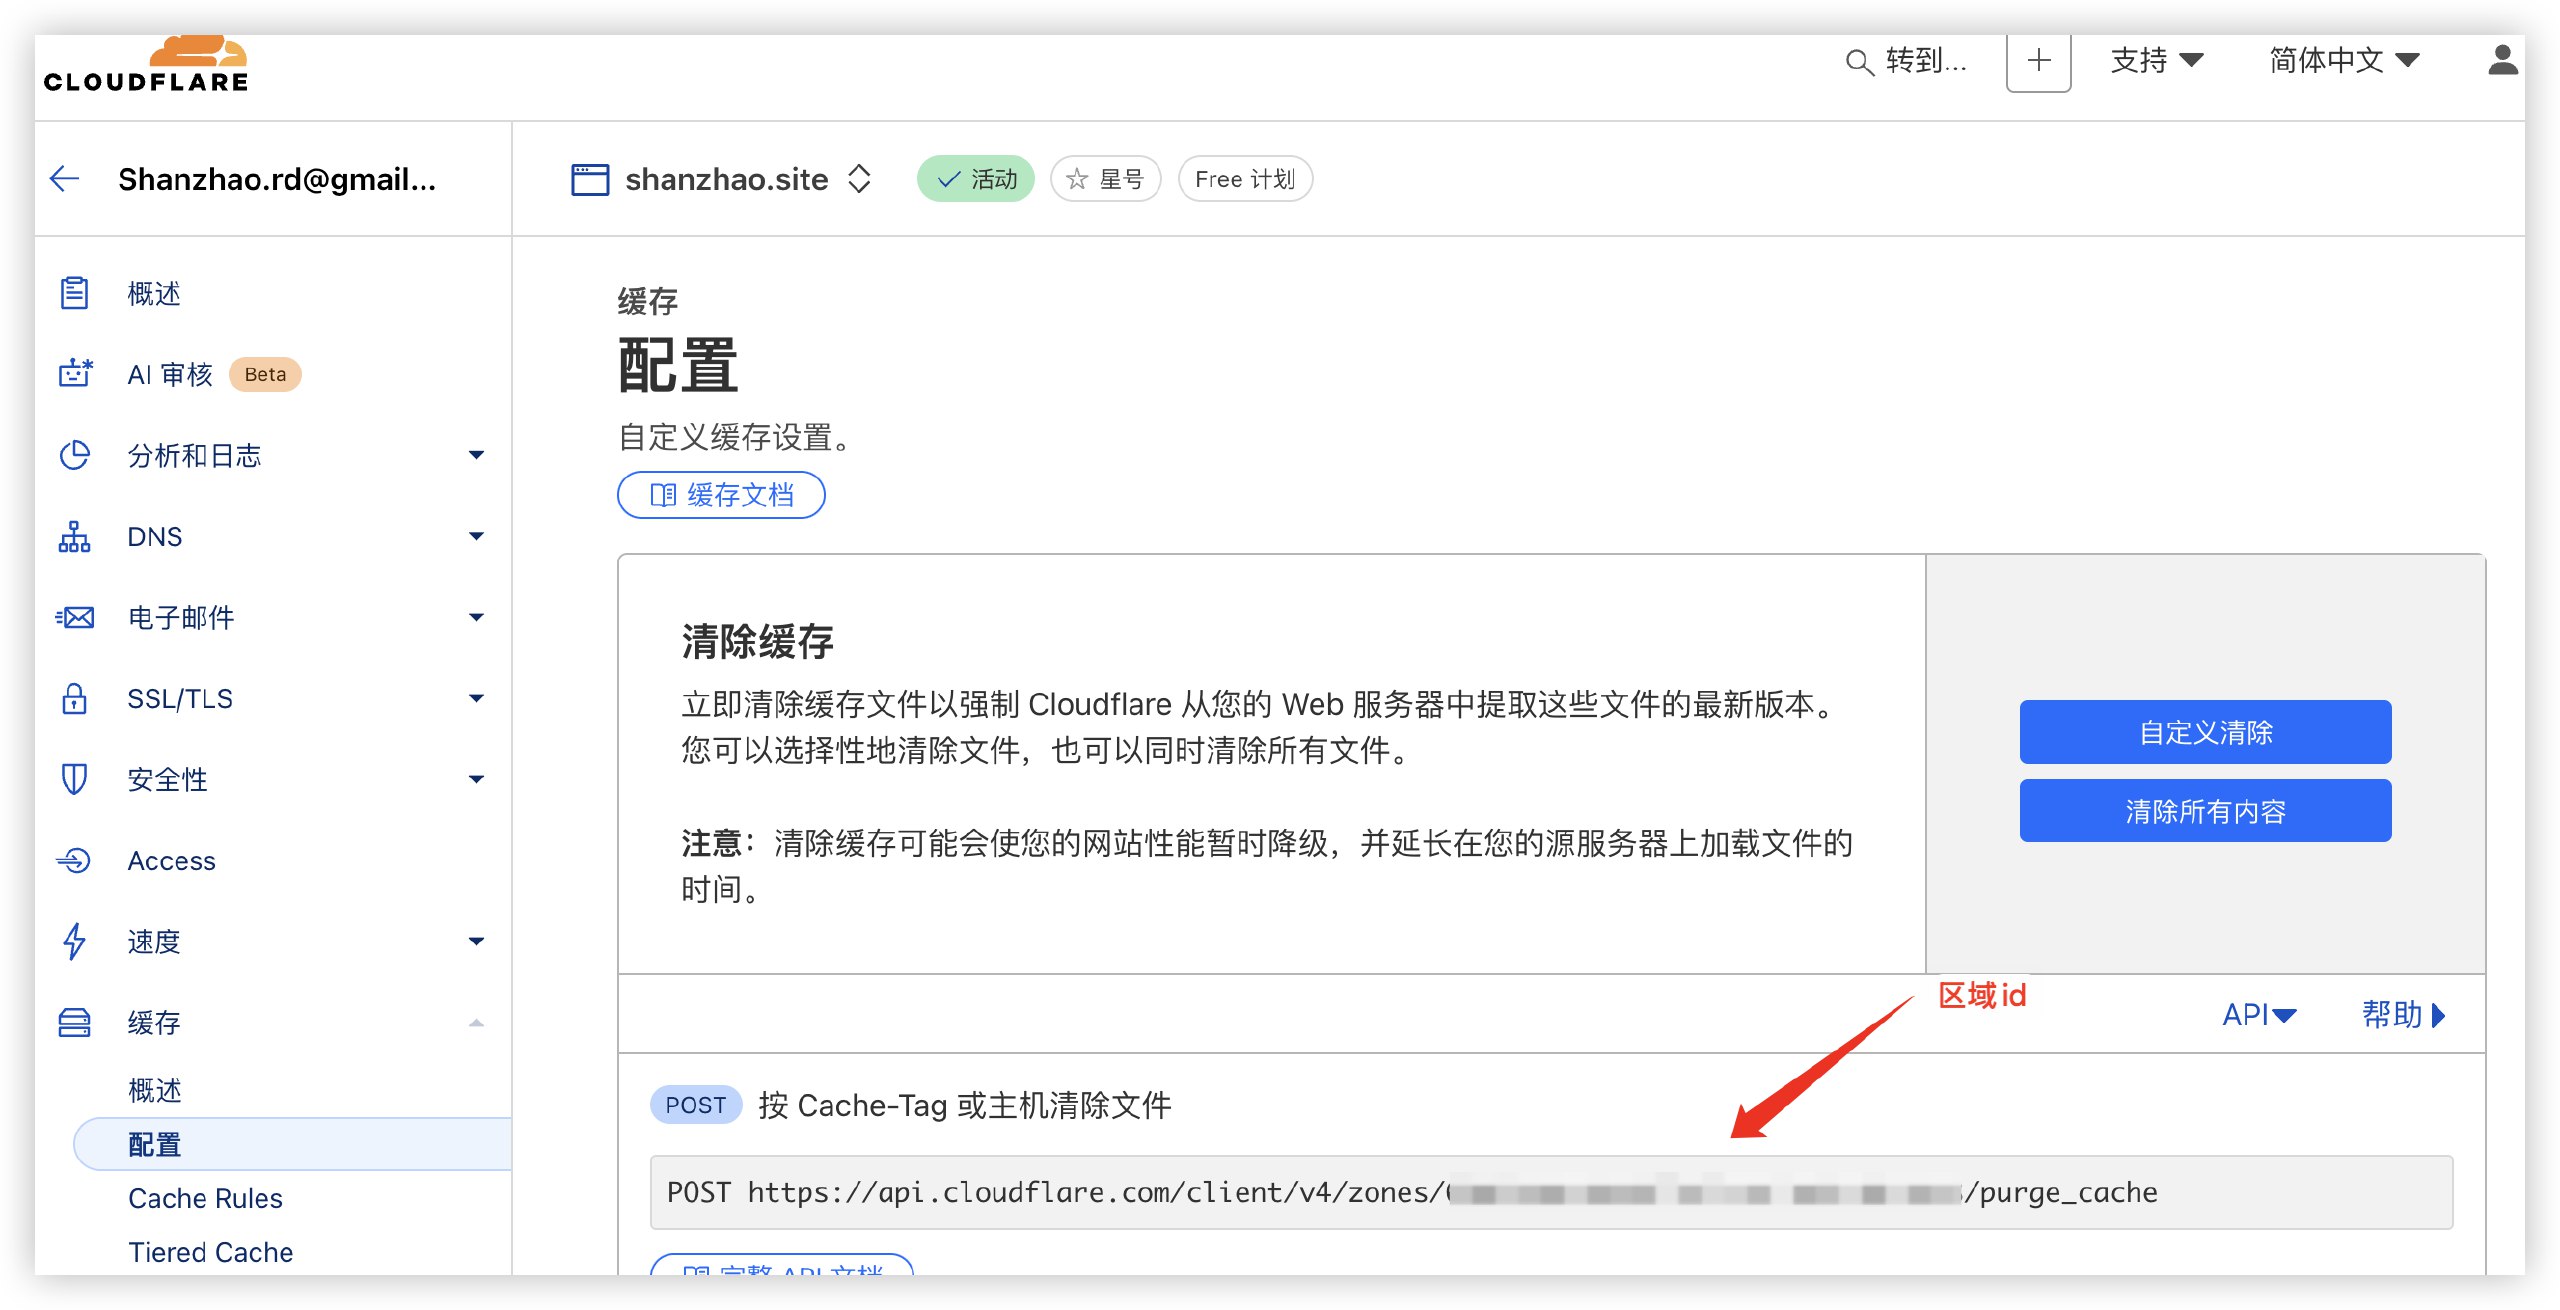 CLOUDFLARE
转到...
支持
简体中文
Shanzhao.rd@gmail...
shanzhao.site
活动
星号
Free 计划
概述
AI 审核
Beta
分析和日志
DNS
电子邮件
SSL/TLS
安全性
Access
速度
缓存
概述
配置
Cache Rules
Tiered Cache
缓存
配置
自定义缓存设置。
缓存文档
清除缓存
立即清除缓存文件以强制 Cloudflare 从您的 Web 服务器中提取这些文件的最新版本。
您可以选择性地清除文件，也可以同时清除所有文件。
注意：清除缓存可能会使您的网站性能暂时降级，并延长在您的源服务器上加载文件的
时间。
自定义清除
清除所有内容
区域id
API
帮助
POST
按 Cache-Tag 或主机清除文件
POST https://api.cloudflare.com/client/v4/zones/ /purge_cache
完整 API 文档